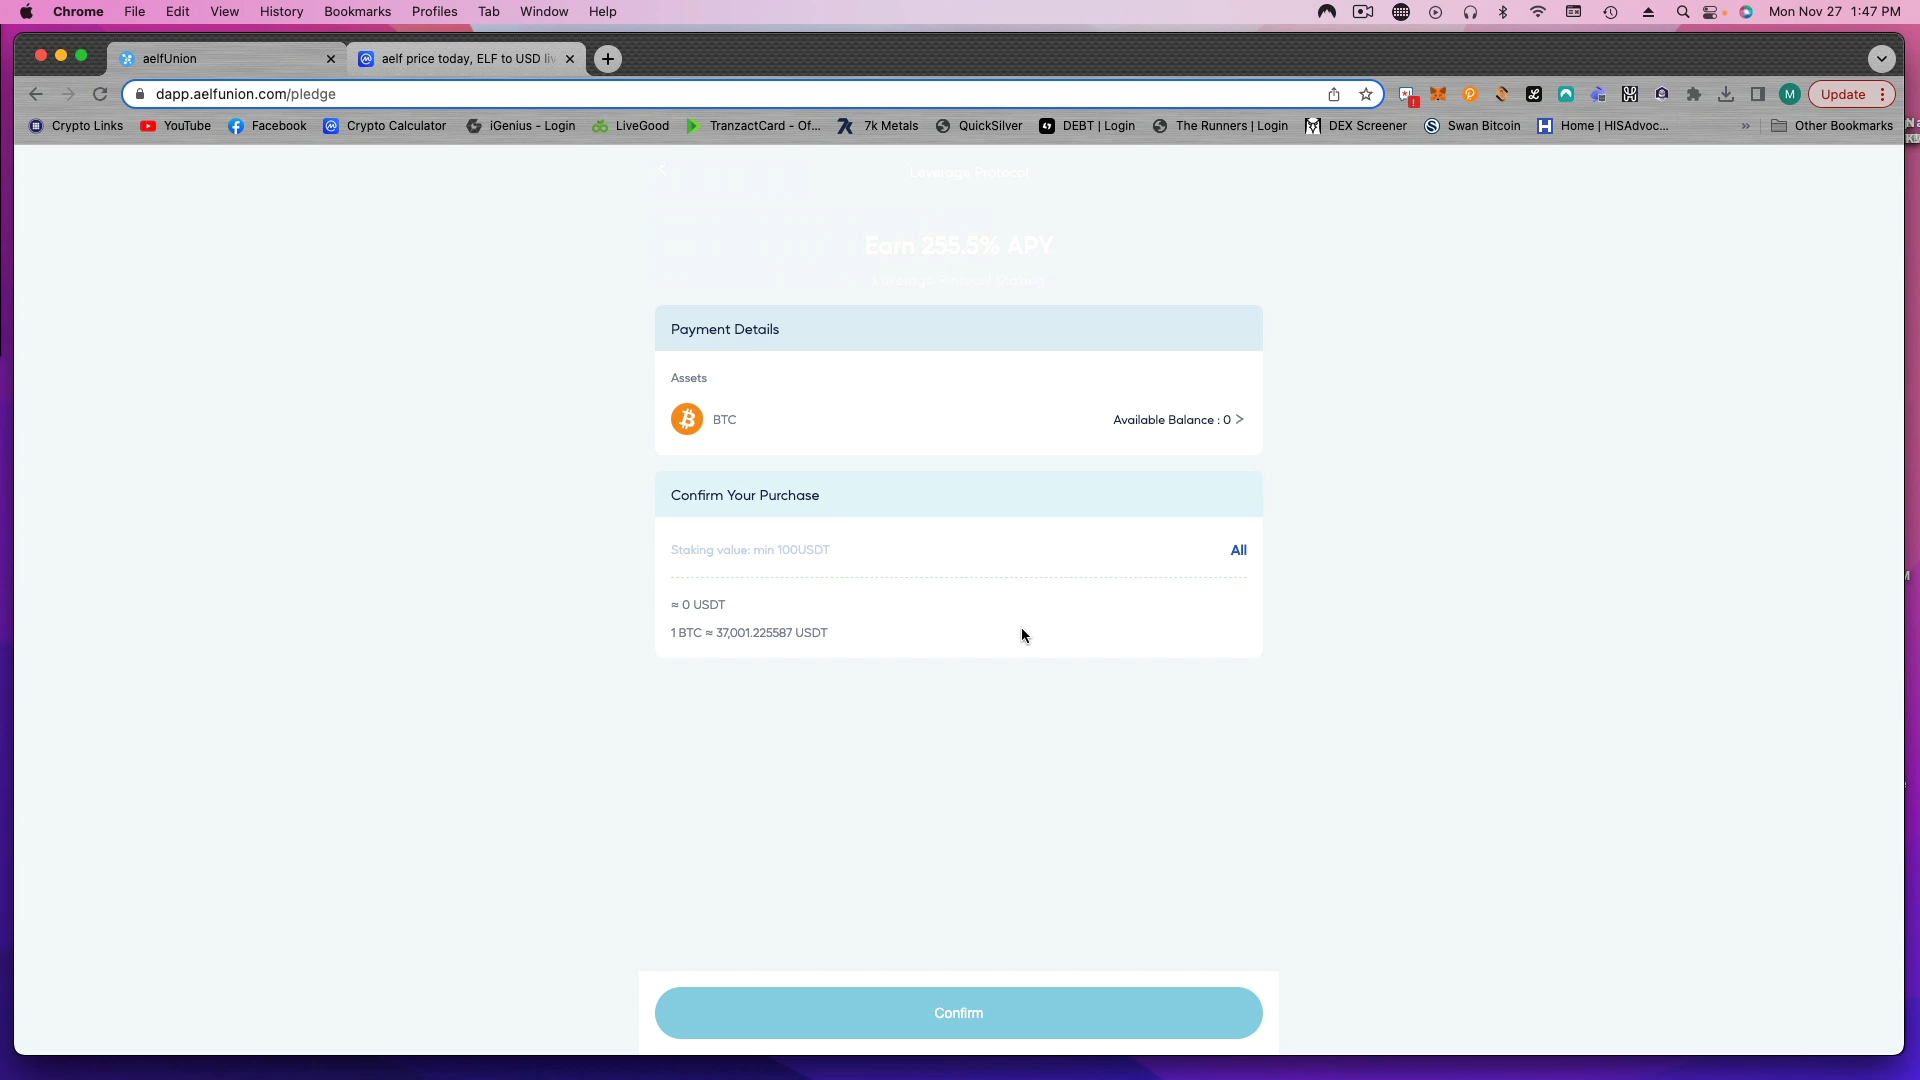 Chrome File Edit View History Bookmarks Profiles Tab Window Help Mon Nov 27 1:47 PM
aelfUnion aelf price today, ELF to USD liv
dapp.aelfunion.com/pledge M Update
Crypto Links YouTube Facebook Crypto Calculator iGenius - Login LiveGood TranzactCard - Of... 7k Metals QuickSilver DEBT | Login The Runners | Login DEX Screener Swan Bitcoin Home | HISAdvoc... » Other Bookmarks
Leverage Protocol
Earn 255.5% APY
Payment Details
Assets
BTC Available Balance : 0 >
Confirm Your Purchase
Staking value: min 100USDT All
≈ 0 USDT
1 BTC ≈ 37,001.225587 USDT
Confirm